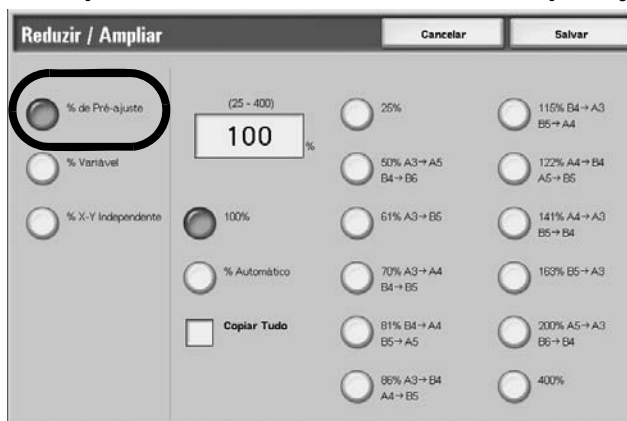 Reduzir / Ampliar
Cancelar
Salvar
% de Pré-ajuste
% Variável
% X-Y Independente
(25 - 400)
100
%
100%
% Automático
Copiar Tudo
25%
50% A3→A5
B4→B6
61% A3→B5
70% A3→A4
B4→B5
81% B4→A4
B5→A5
86% A3→B4
A4→B5
115% B4→A3
B5→A4
122% A4→B4
A5→B5
141% A4→A3
B5→B4
163% B5→A3
200% A5→A3
B6→B4
400%